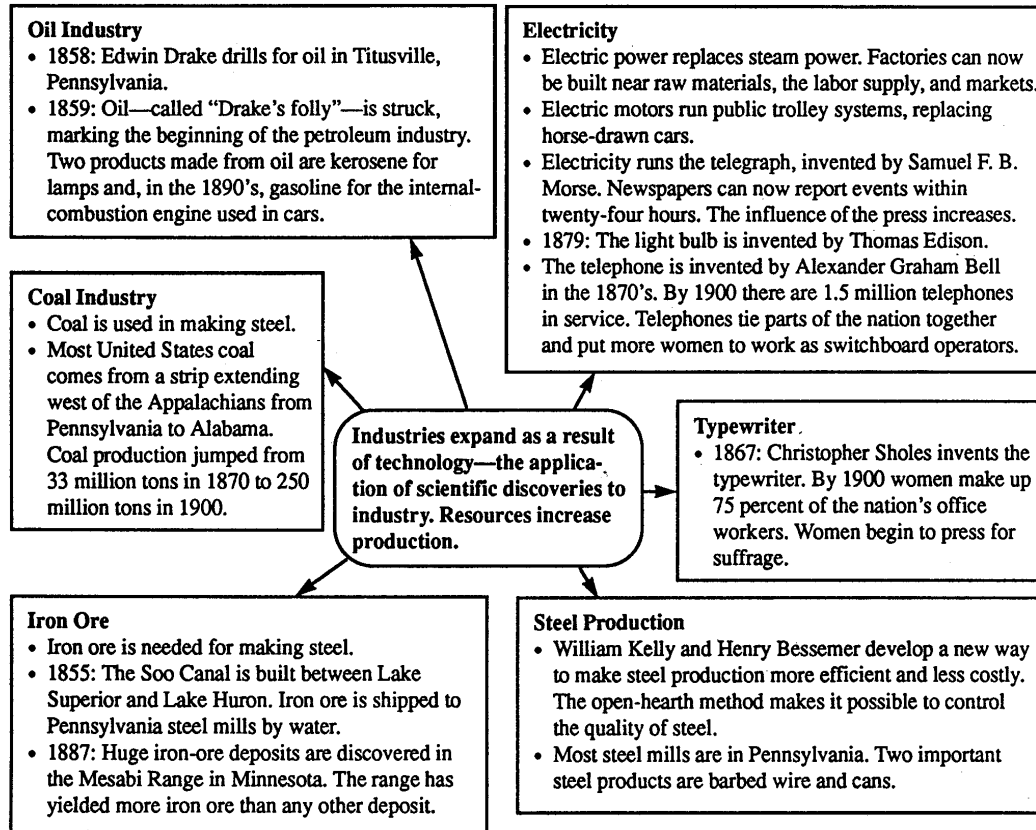 Oil Industry
• 1858: Edwin Drake drills for oil in Titusville,
Pennsylvania.
• 1859: Oil—called “Drake’s folly”—is struck,
marking the beginning of the petroleum industry.
Two products made from oil are kerosene for
lamps and, in the 1890’s, gasoline for the internal-
combustion engine used in cars.
Electricity
• Electric power replaces steam power. Factories can now
be built near raw materials, the labor supply, and markets.
• Electric motors run public trolley systems, replacing
horse-drawn cars.
• Electricity runs the telegraph, invented by Samuel F. B.
Morse. Newspapers can now report events within
twenty-four hours. The influence of the press increases.
• 1879: The light bulb is invented by Thomas Edison.
• The telephone is invented by Alexander Graham Bell
in the 1870’s. By 1900 there are 1.5 million telephones
in service. Telephones tie parts of the nation together
and put more women to work as switchboard operators.
Coal Industry
• Coal is used in making steel.
• Most United States coal
comes from a strip extending
west of the Appalachians from
Pennsylvania to Alabama.
Coal production jumped from
33 million tons in 1870 to 250
million tons in 1900.
Industries expand as a result
of technology—the applica-
tion of scientific discoveries to
industry. Resources increase
production.
Typewriter
• 1867: Christopher Sholes invents the
typewriter. By 1900 women make up
75 percent of the nation’s office
workers. Women begin to press for
suffrage.
Iron Ore
• Iron ore is needed for making steel.
• 1855: The Soo Canal is built between Lake
Superior and Lake Huron. Iron ore is shipped to
Pennsylvania steel mills by water.
• 1887: Huge iron-ore deposits are discovered in
the Mesabi Range in Minnesota. The range has
yielded more iron ore than any other deposit.
Steel Production
• William Kelly and Henry Bessemer develop a new way
to make steel production more efficient and less costly.
The open-hearth method makes it possible to control
the quality of steel.
• Most steel mills are in Pennsylvania. Two important
steel products are barbed wire and cans.